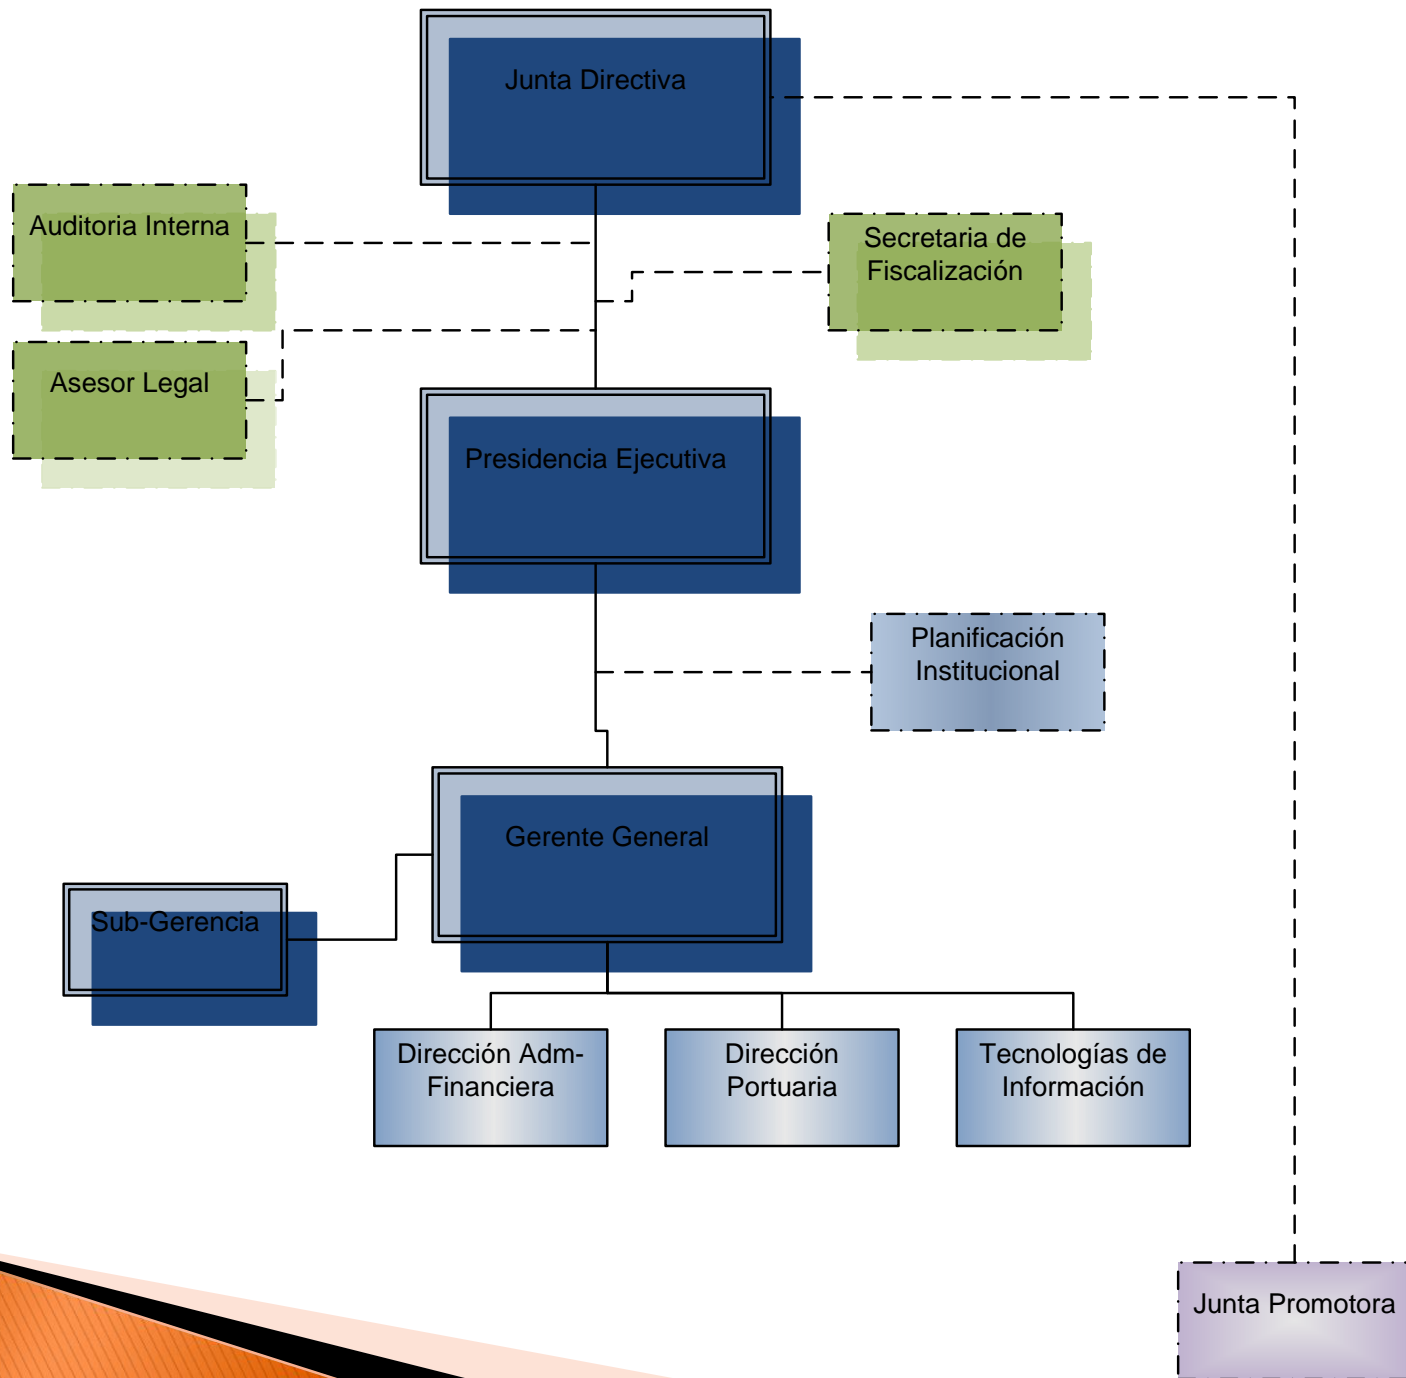 Junta Directiva
Auditoria Interna
Secretaria de
Fiscalización
Asesor Legal
Presidencia Ejecutiva
Planificación
Institucional
Gerente General
Sub-Gerencia
Dirección Adm-
Financiera
Dirección
Portuaria
Tecnologías de
Información
Junta Promotora